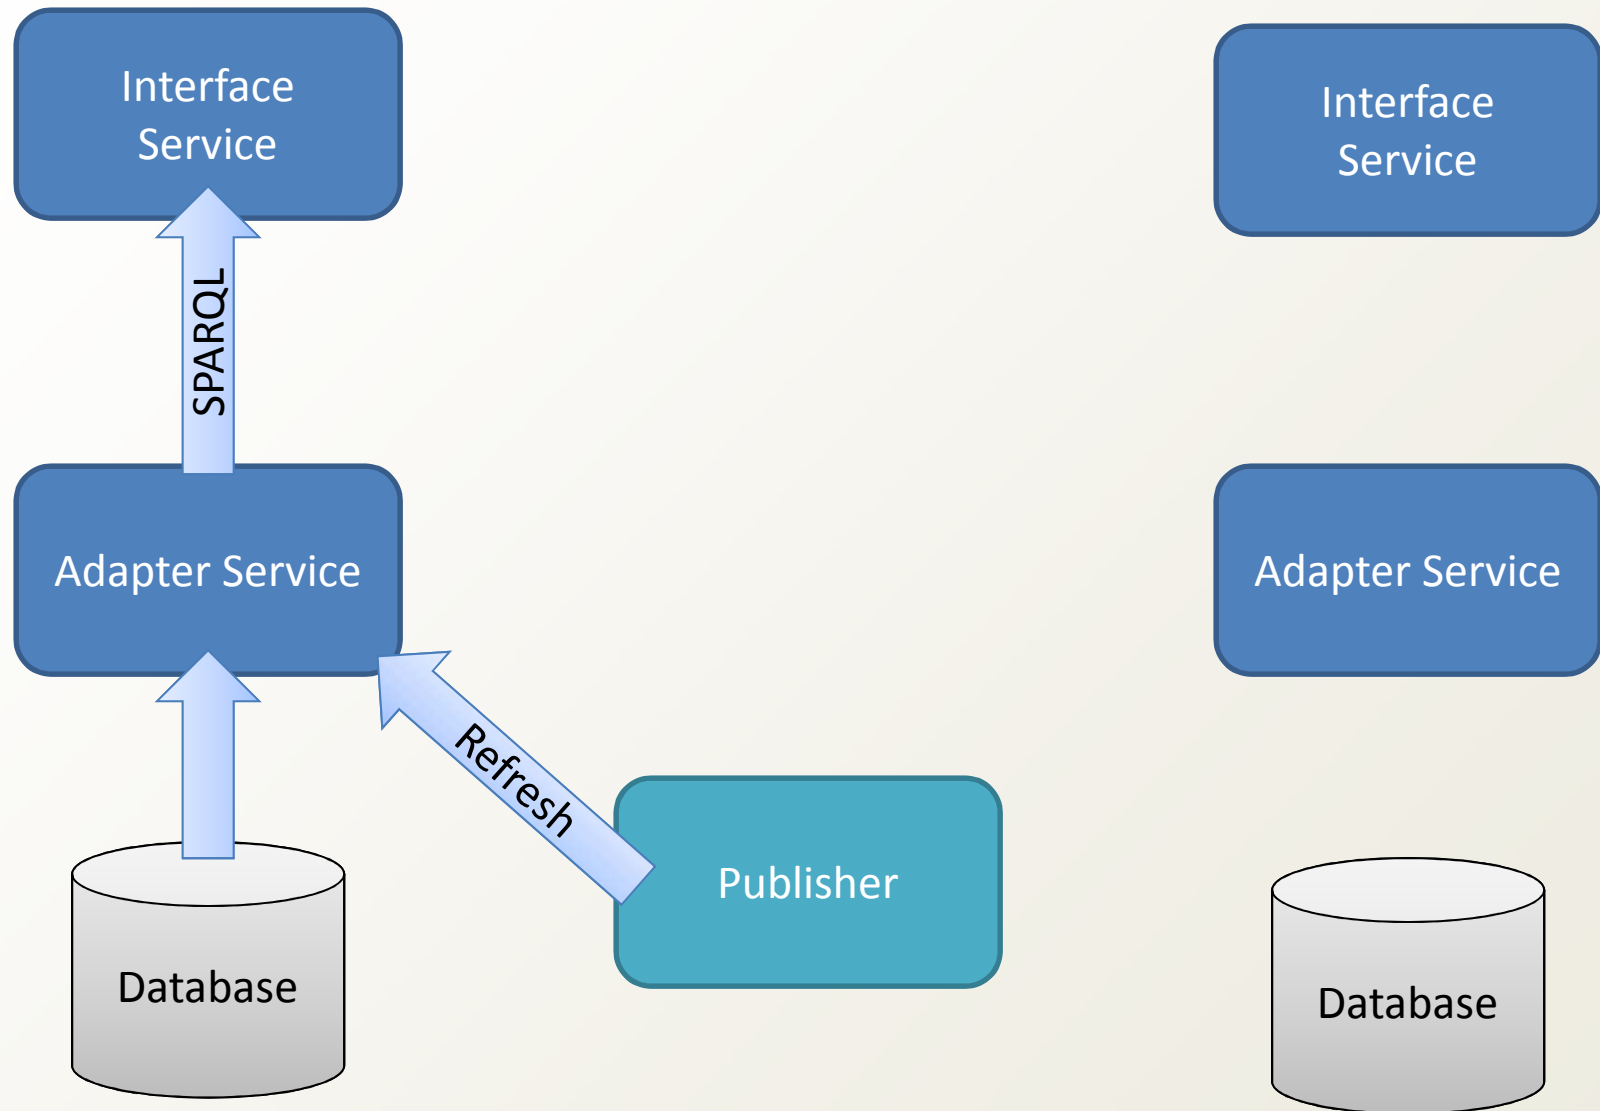 Interface
Service
Interface
Service
SPARQL
Adapter Service
Adapter Service
Refresh
Publisher
Database
Database